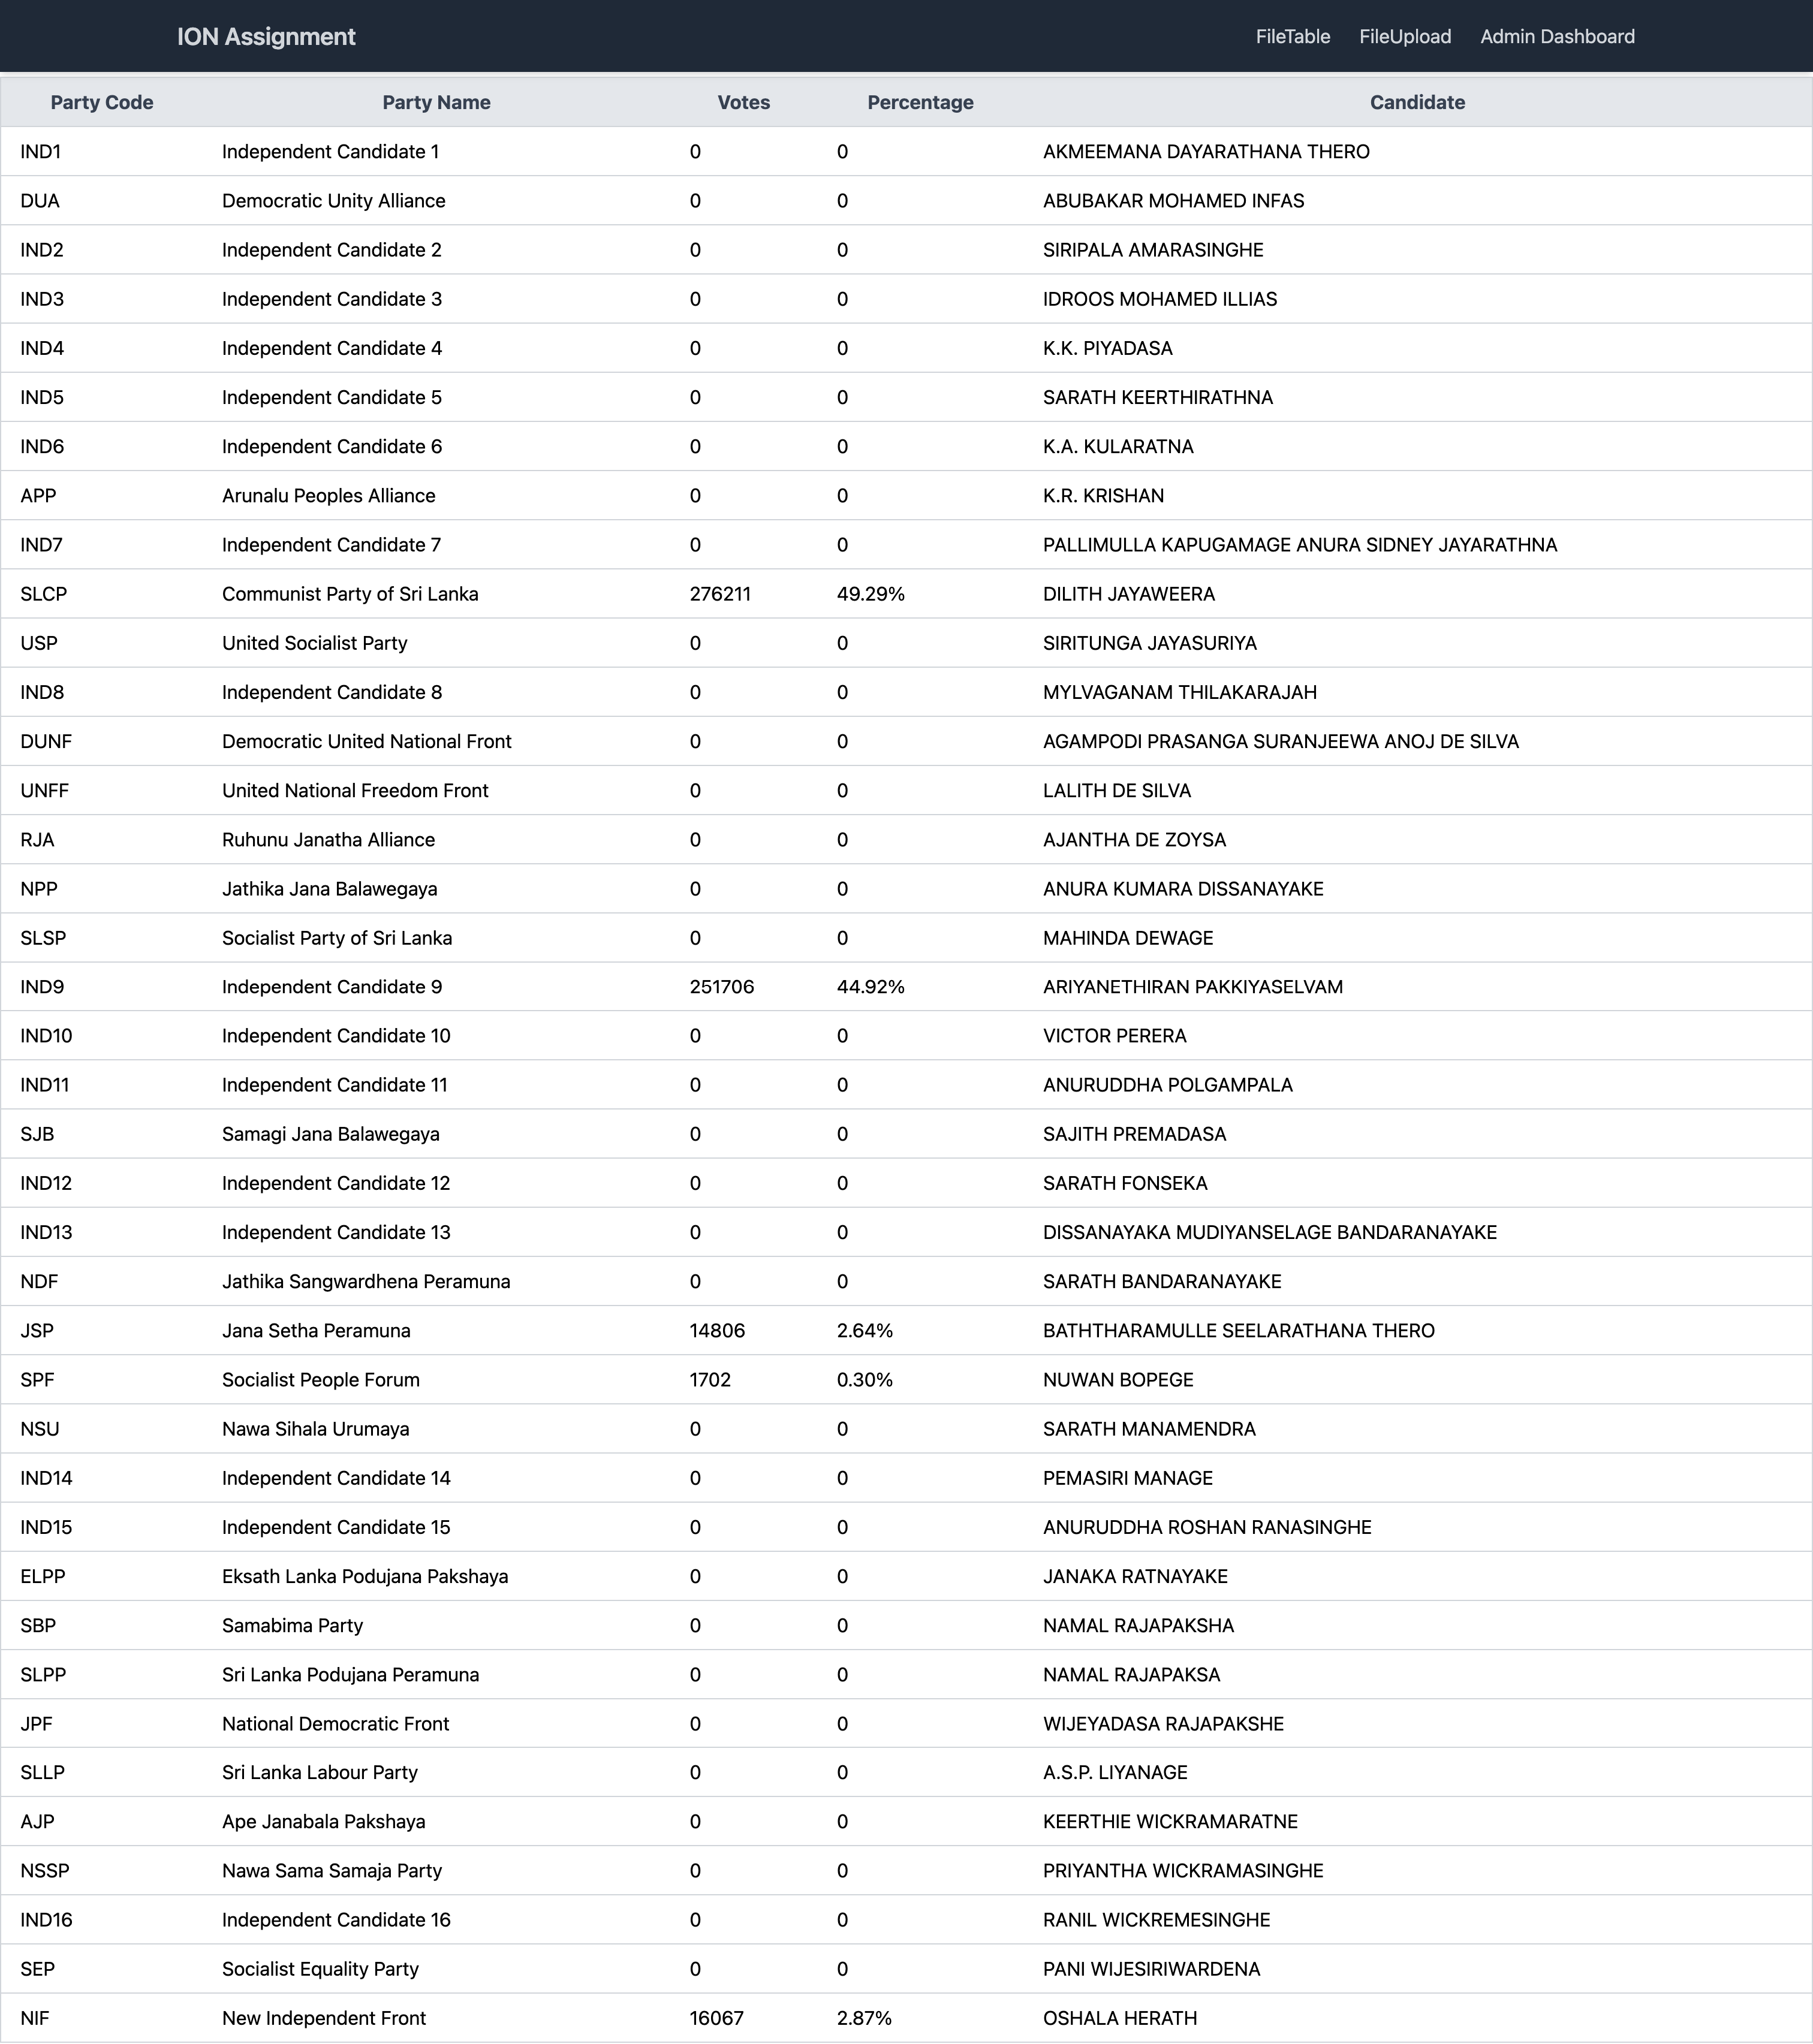 ION Assignment FileTable FileUpload Admin Dashboard
Party Code Party Name Votes Percentage Candidate
IND1 Independent Candidate 1 0 0 AKMEEMANA DAYARATHANA THERO
DUA Democratic Unity Alliance 0 0 ABUBAKAR MOHAMED INFAS
IND2 Independent Candidate 2 0 0 SIRIPALA AMARASINGHE
IND3 Independent Candidate 3 0 0 IDROOS MOHAMED ILLIAS
IND4 Independent Candidate 4 0 0 K.K. PIYADASA
IND5 Independent Candidate 5 0 0 SARATH KEERTHIRATHNA
IND6 Independent Candidate 6 0 0 K.A. KULARATNA
APP Arunalu Peoples Alliance 0 0 K.R. KRISHAN
IND7 Independent Candidate 7 0 0 PALLIMULLA KAPUGAMAGE ANURA SIDNEY JAYARATHNA
SLCP Communist Party of Sri Lanka 276211 49.29% DILITH JAYAWEERA
USP United Socialist Party 0 0 SIRITUNGA JAYASURIYA
IND8 Independent Candidate 8 0 0 MYLVAGANAM THILAKARAJAH
DUNF Democratic United National Front 0 0 AGAMPODI PRASANGA SURANJEEWA ANOJ DE SILVA
UNFF United National Freedom Front 0 0 LALITH DE SILVA
RJA Ruhunu Janatha Alliance 0 0 AJANTHA DE ZOYSA
NPP Jathika Jana Balawegaya 0 0 ANURA KUMARA DISSANAYAKE
SLSP Socialist Party of Sri Lanka 0 0 MAHINDA DEWAGE
IND9 Independent Candidate 9 251706 44.92% ARIYANETHIRAN PAKKIYASELVAM
IND10 Independent Candidate 10 0 0 VICTOR PERERA
IND11 Independent Candidate 11 0 0 ANURUDDHA POLGAMPALA
SJB Samagi Jana Balawegaya 0 0 SAJITH PREMADASA
IND12 Independent Candidate 12 0 0 SARATH FONSEKA
IND13 Independent Candidate 13 0 0 DISSANAYAKA MUDIYANSELAGE BANDARANAYAKE
NDF Jathika Sangwardhena Peramuna 0 0 SARATH BANDARANAYAKE
JSP Jana Setha Peramuna 14806 2.64% BATHTHARAMULLE SEELARATHANA THERO
SPF Socialist People Forum 1702 0.30% NUWAN BOPEGE
NSU Nawa Sihala Urumaya 0 0 SARATH MANAMENDRA
IND14 Independent Candidate 14 0 0 PEMASIRI MANAGE
IND15 Independent Candidate 15 0 0 ANURUDDHA ROSHAN RANASINGHE
ELPP Eksath Lanka Podujana Pakshaya 0 0 JANAKA RATNAYAKE
SBP Samabima Party 0 0 NAMAL RAJAPAKSHA
SLPP Sri Lanka Podujana Peramuna 0 0 NAMAL RAJAPAKSA
JPF National Democratic Front 0 0 WIJEYADASA RAJAPAKSHE
SLLP Sri Lanka Labour Party 0 0 A.S.P. LIYANAGE
AJP Ape Janabala Pakshaya 0 0 KEERTHIE WICKRAMARATNE
NSSP Nawa Sama Samaja Party 0 0 PRIYANTHA WICKRAMASINGHE
IND16 Independent Candidate 16 0 0 RANIL WICKREMESINGHE
SEP Socialist Equality Party 0 0 PANI WIJESIRIWARDENA
NIF New Independent Front 16067 2.87% OSHALA HERATH